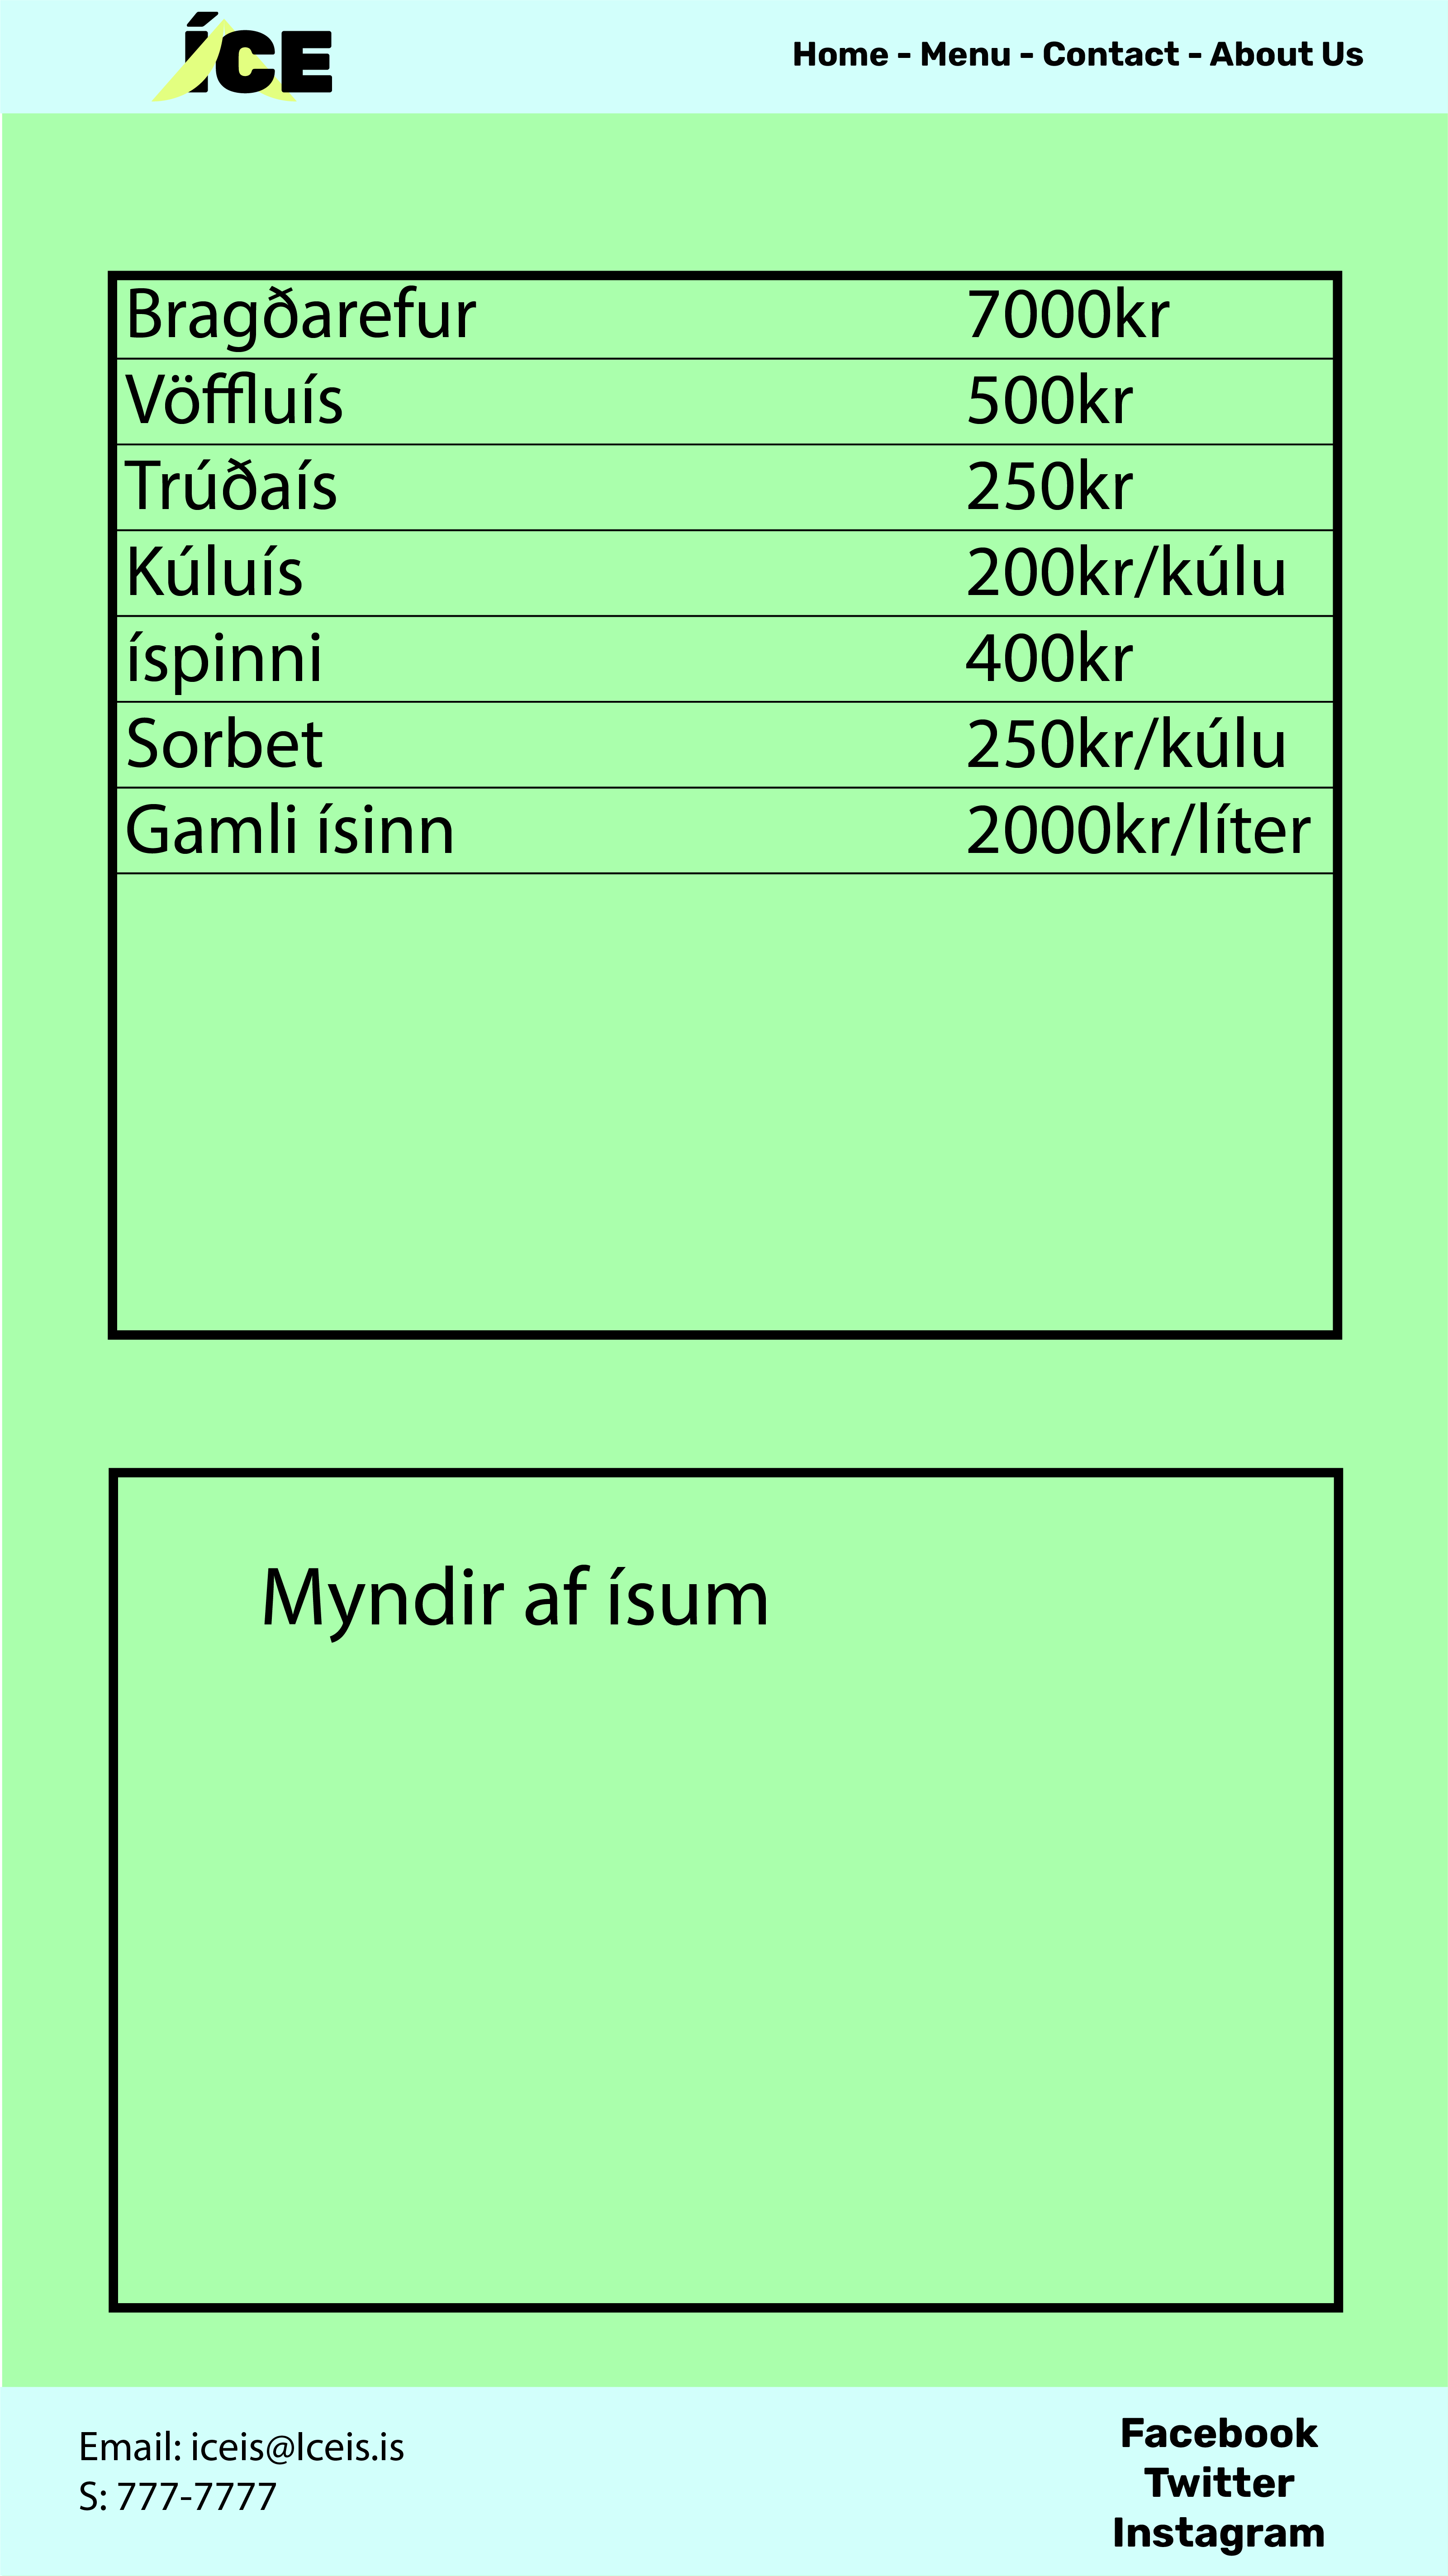 ÍCE
Home - Menu - Contact - About Us
Bragðarefur 7000kr
Vöffluís 500kr
Trúðaís 250kr
Kúluís 200kr/kúlu
íspinni 400kr
Sorbet 250kr/kúlu
Gamli ísinn 2000kr/líter
Myndir af ísum
Email: iceis@Iceis.is
S: 777-7777
Facebook
Twitter
Instagram